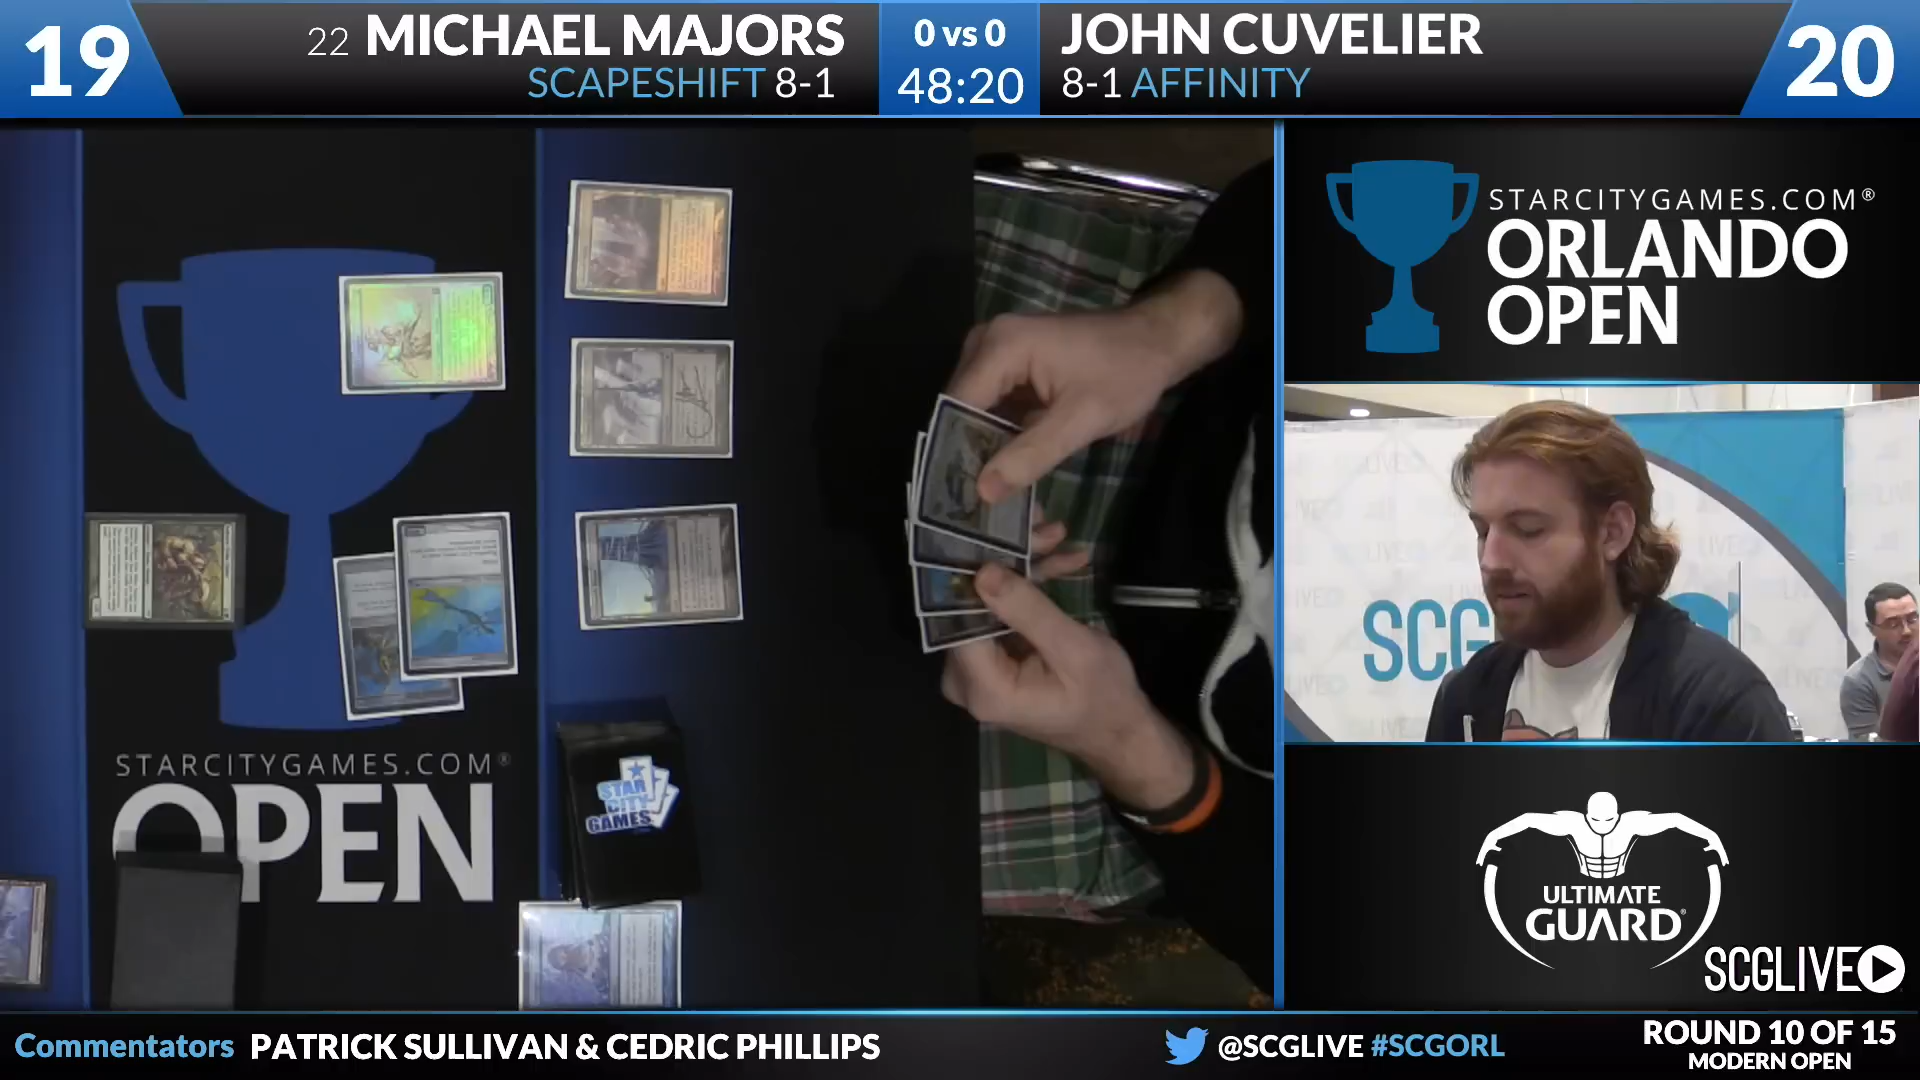 19
22 MICHAEL MAJORS
SCAPESHIFT 8-1
0 vs 0
48:20
JOHN CUVELIER
8-1 AFFINITY
20
STARCITYGAMES.COM®
ORLANDO
OPEN
STARCITYGAMES.COM®
OPEN
STAR
CITY
GAMES
SCG
ULTIMATE
GUARD®
SCGLIVE
Commentators PATRICK SULLIVAN & CEDRIC PHILLIPS
@SCGLIVE #SCGORL
ROUND 10 OF 15
MODERN OPEN